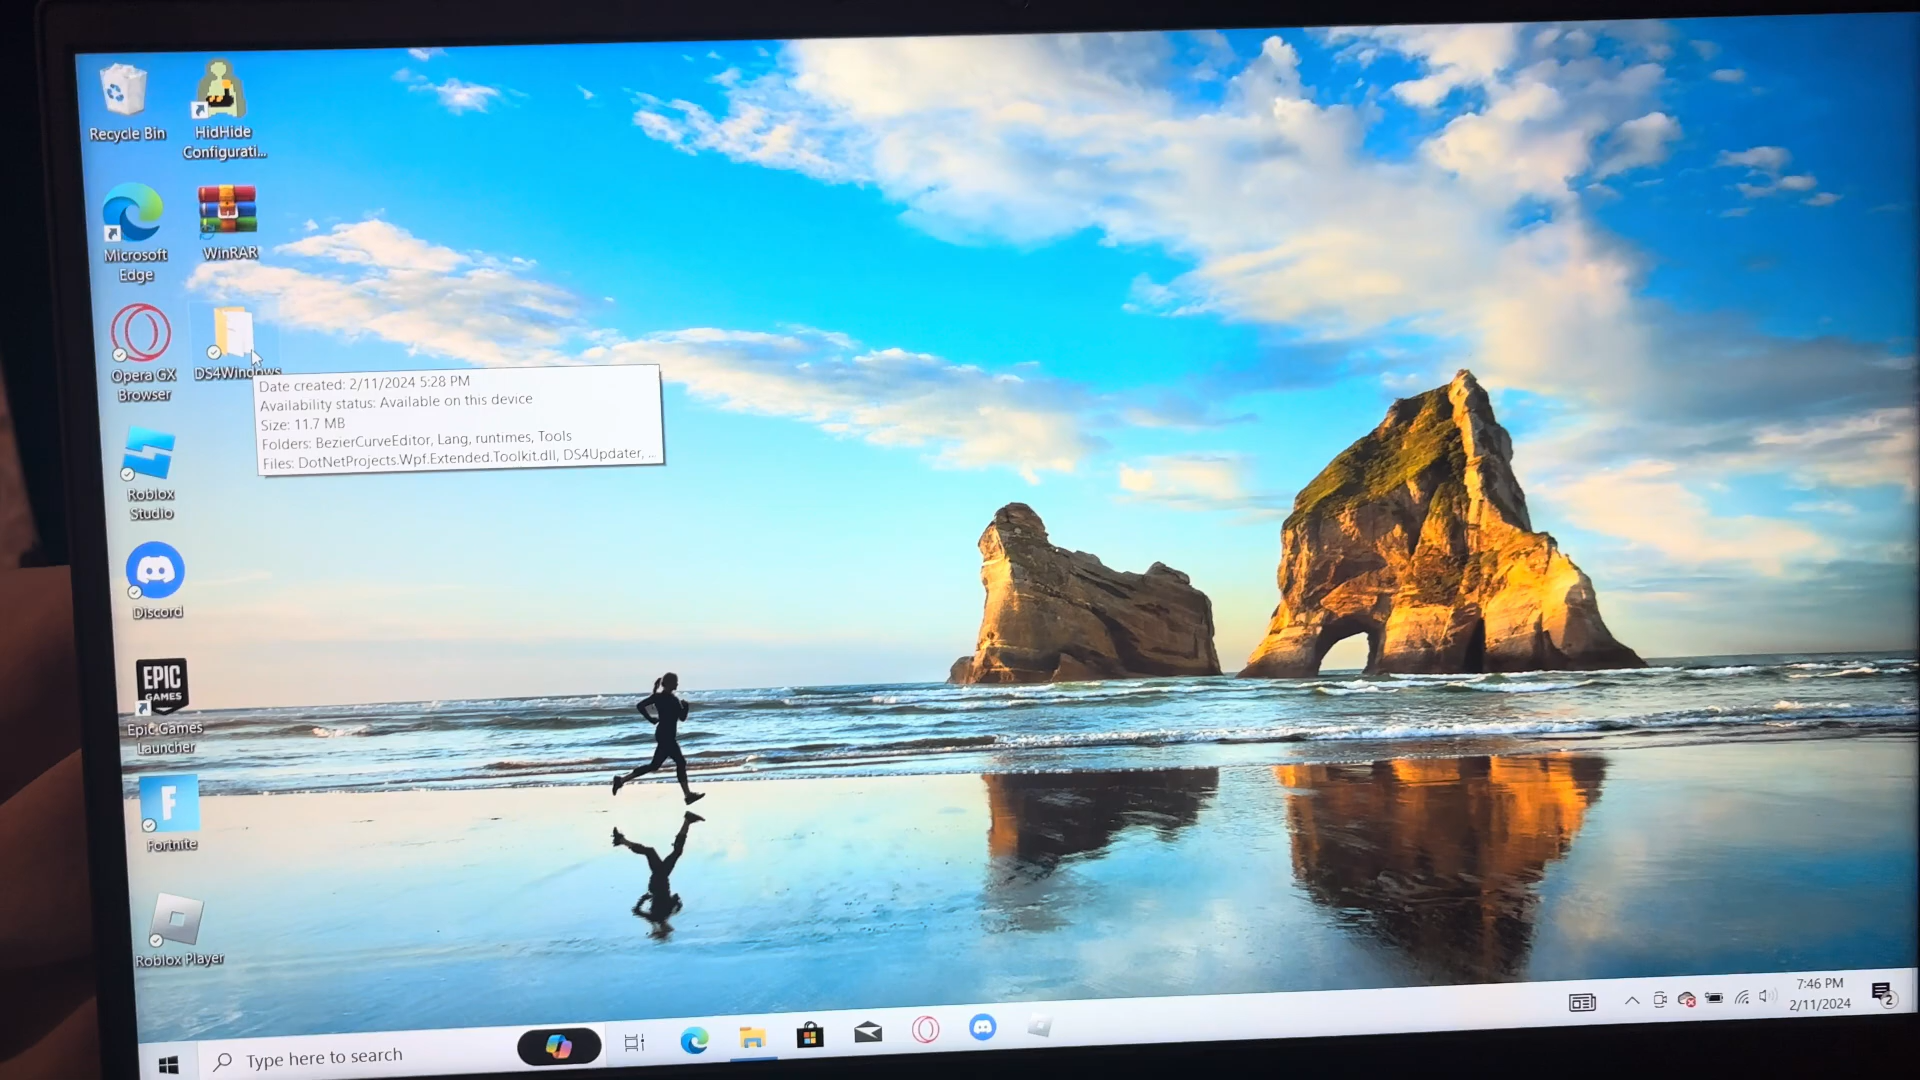 Recycle Bin
HidHide
Configurati...
Microsoft
Edge
WinRAR
Opera GX
Browser
DS4Windows
Date created: 2/11/2024 5:28 PM
Availability status: Available on this device
Size: 11.7 MB
Folders: BezierCurveEditor, Lang, runtimes, Tools
Files: DotNetProjects.Wpf.Extended.Toolkit.dll, DS4Updater, ...
Roblox
Studio
Discord
EPIC
GAMES
Epic Games
Launcher
F
Fortnite
Roblox Player
Type here to search
7:46 PM
2/11/2024
2